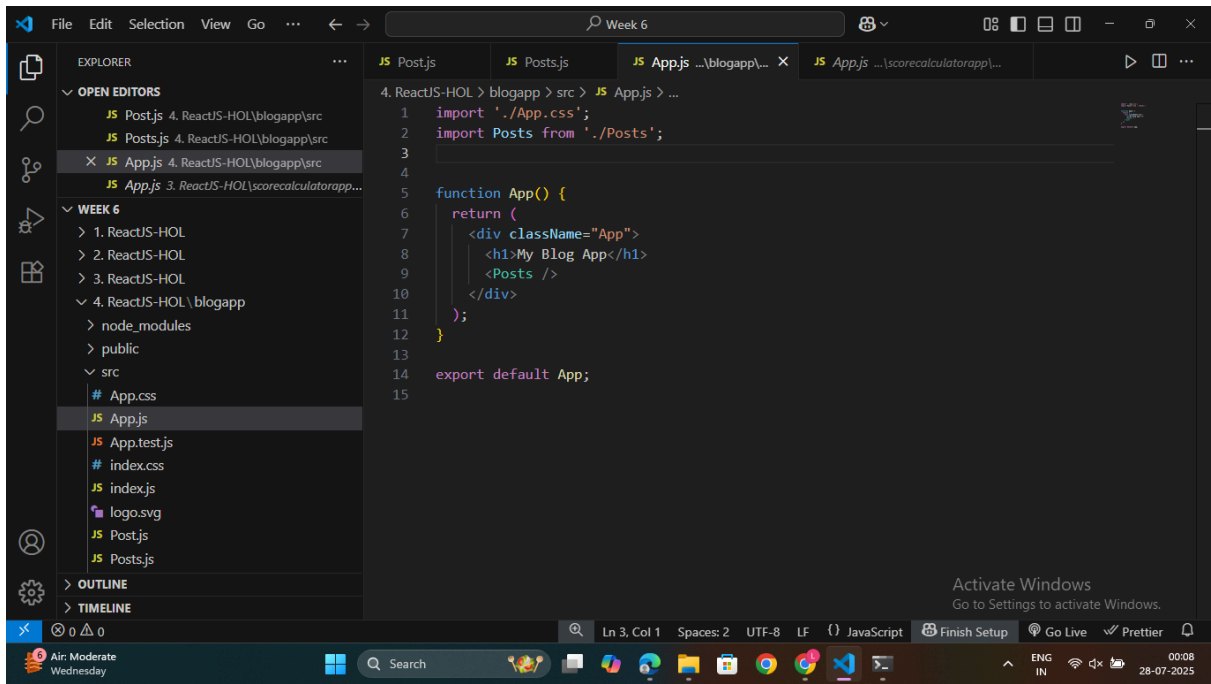 File Edit Selection View Go ··· Week 6
EXPLORER ···
OPEN EDITORS
JS Post.js 4. ReactJS-HOL\blogapp\src
JS Posts.js 4. ReactJS-HOL\blogapp\src
JS App.js 4. ReactJS-HOL\blogapp\src
JS App.js 3. ReactJS-HOL\scorecalculatorapp...
WEEK 6
1. ReactJS-HOL
2. ReactJS-HOL
3. ReactJS-HOL
4. ReactJS-HOL\blogapp
node_modules
public
src
# App.css
JS App.js
JS App.test.js
# index.css
JS index.js
logo.svg
JS Post.js
JS Posts.js
OUTLINE
TIMELINE
JS Post.js JS Posts.js JS App.js ...\blogapp\... JS App.js ...\scorecalculatorapp\...
4. ReactJS-HOL > blogapp > src > JS App.js > ...
1 import './App.css';
2 import Posts from './Posts';
3
4
5 function App() {
6 return (
7 <div className="App">
8 <h1>My Blog App</h1>
9 <Posts />
10 </div>
11 );
12 }
13
14 export default App;
15
Activate Windows
Go to Settings to activate Windows.
0 0 Ln 3, Col 1 Spaces: 2 UTF-8 LF {} JavaScript Finish Setup Go Live Prettier
6 Air: Moderate
Wednesday
Search
ENG
IN
00:08
28-07-2025